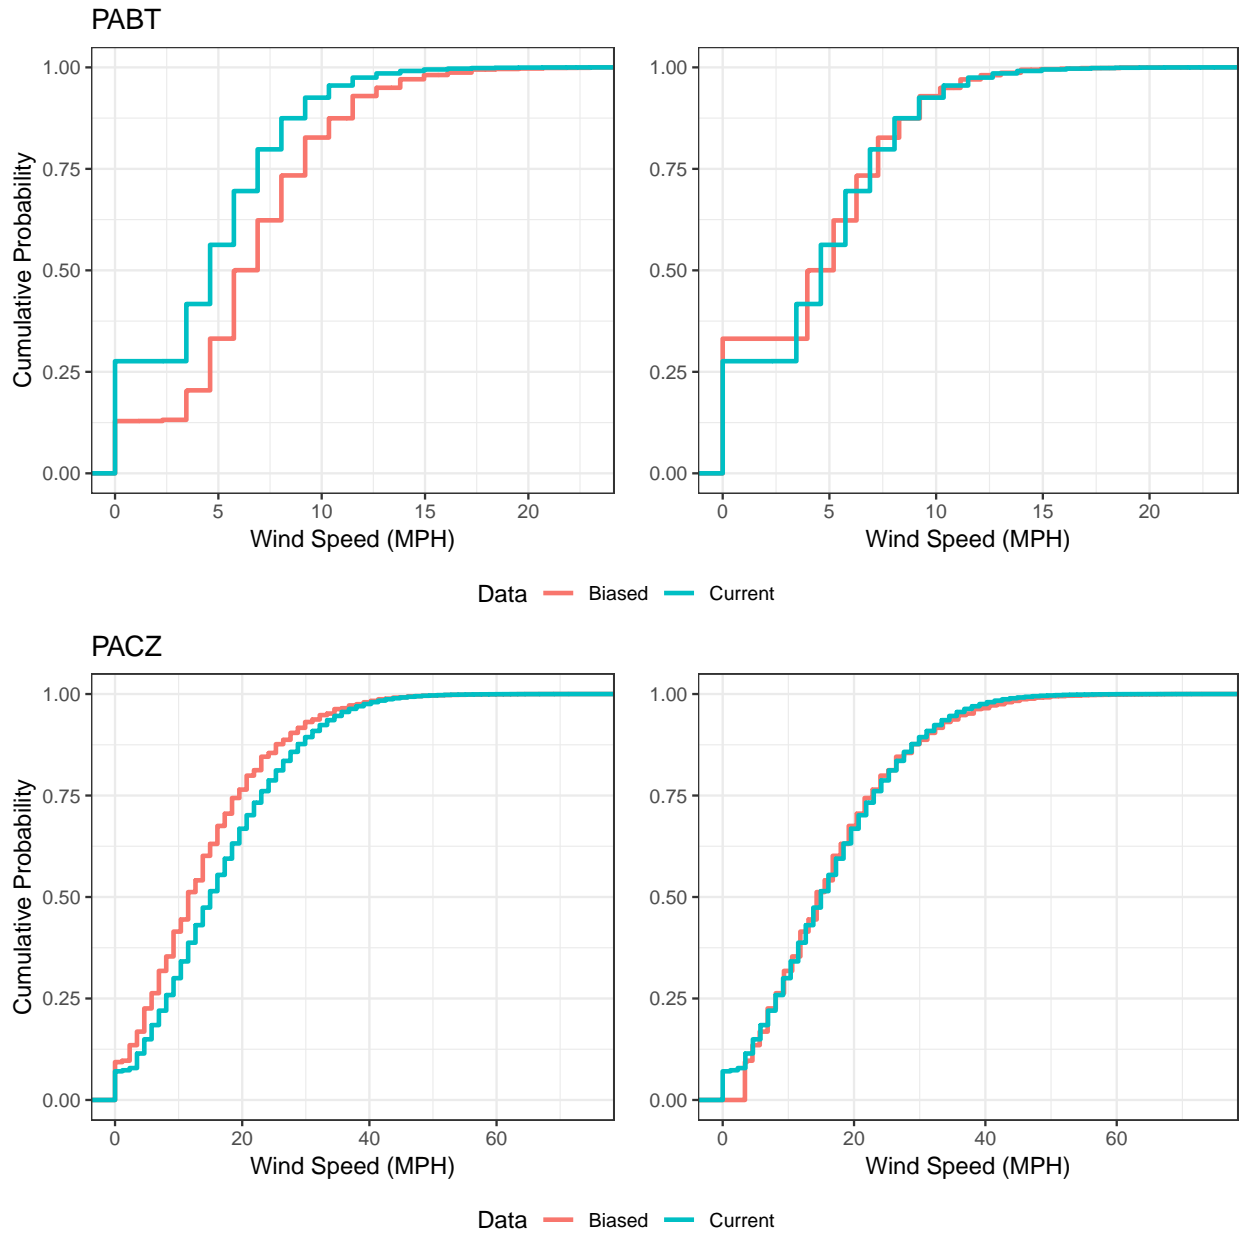 PABT
Cumulative Probability
1.00
0.75
0.50
0.25
0.00
0 5 10 15 20
Wind Speed (MPH)
1.00
0.75
0.50
0.25
0.00
0 5 10 15 20
Wind Speed (MPH)
Data Biased Current
PACZ
Cumulative Probability
1.00
0.75
0.50
0.25
0.00
0 20 40 60
Wind Speed (MPH)
1.00
0.75
0.50
0.25
0.00
0 20 40 60
Wind Speed (MPH)
Data Biased Current